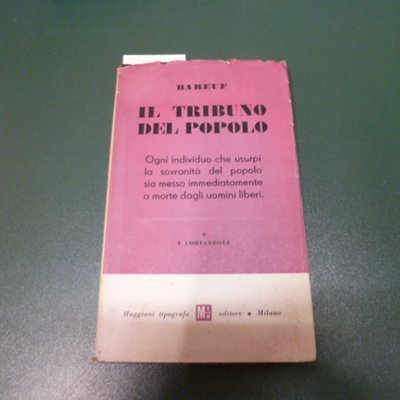 BABEUF
IL TRIBUNO
DEL POPOLO
Ogni individuo che usurpi
la sovranità del popolo
sia messo immediatamente
a morte dagli uomini liberi.
*
I CORIANDOLI
Muggiani tipografo editore • Milano